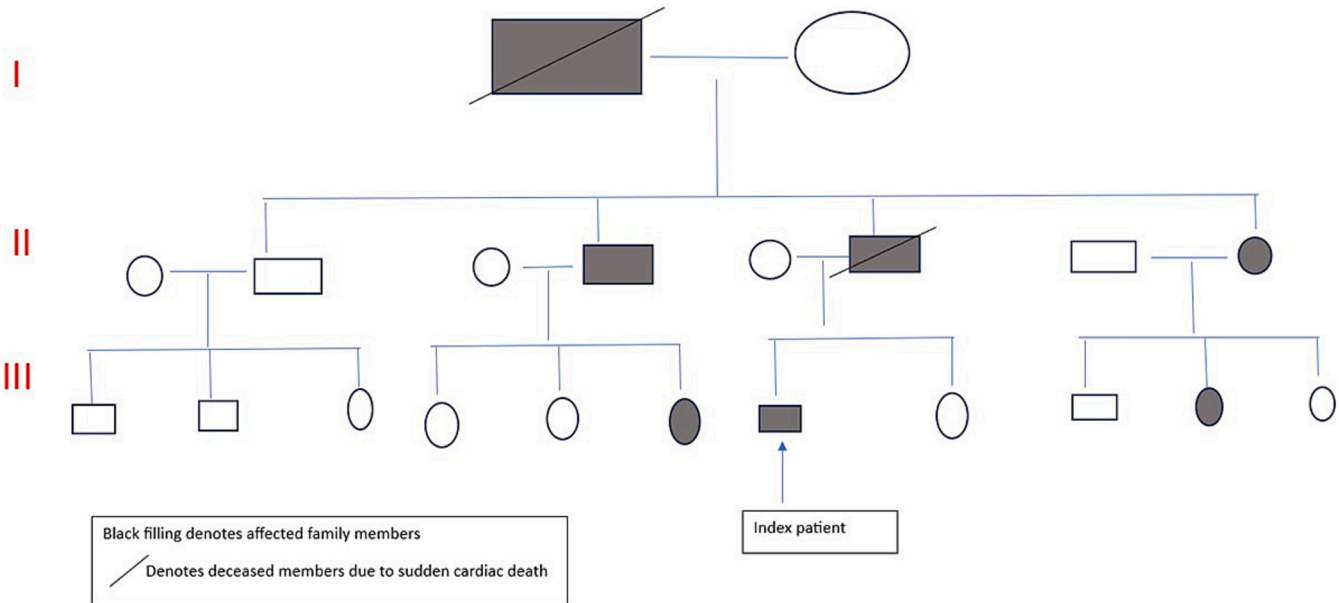 I
II
III
Black filling denotes affected family members
Denotes deceased members due to sudden cardiac death
Index patient